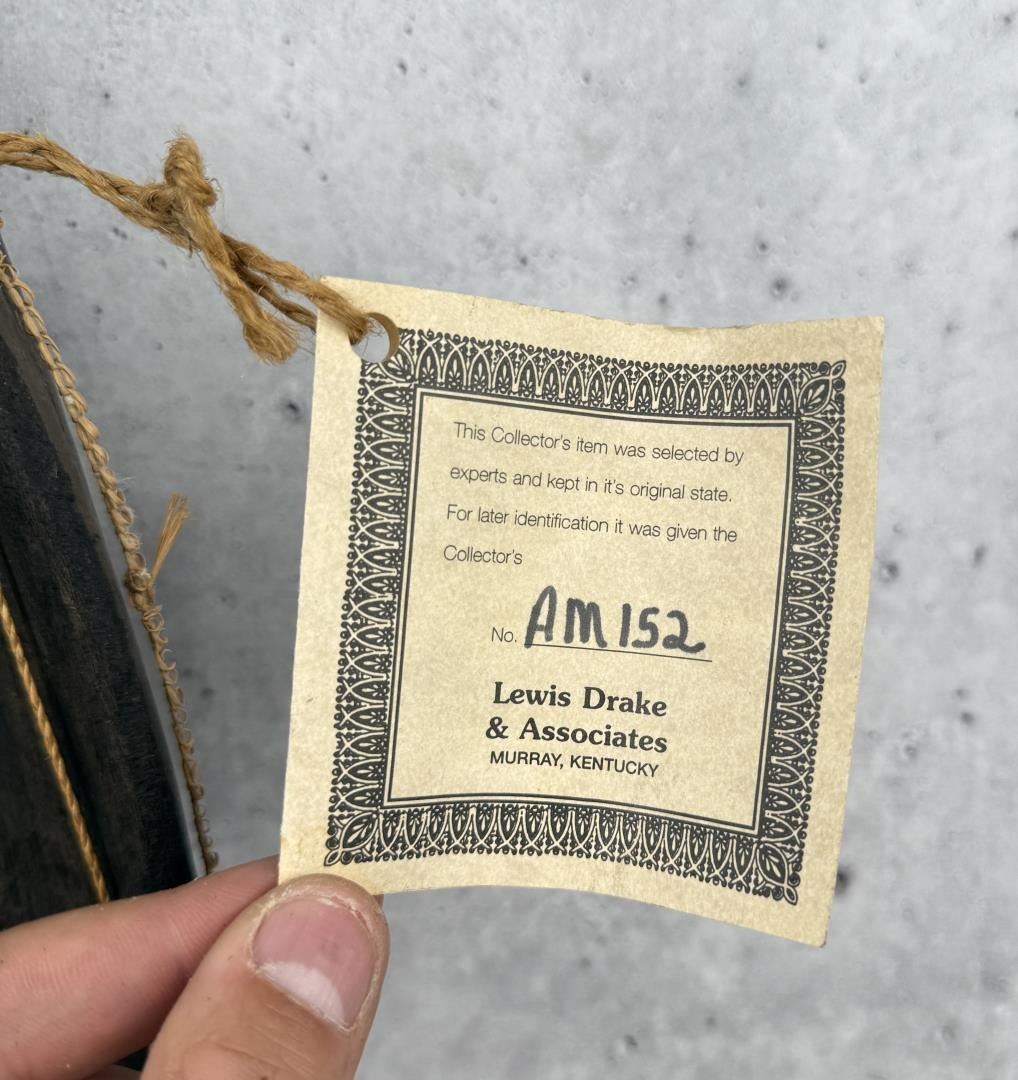 This Collector's item was selected by
experts and kept in it's original state.
For later identification it was given the
Collector's
No. AM152
Lewis Drake
& Associates
MURRAY, KENTUCKY